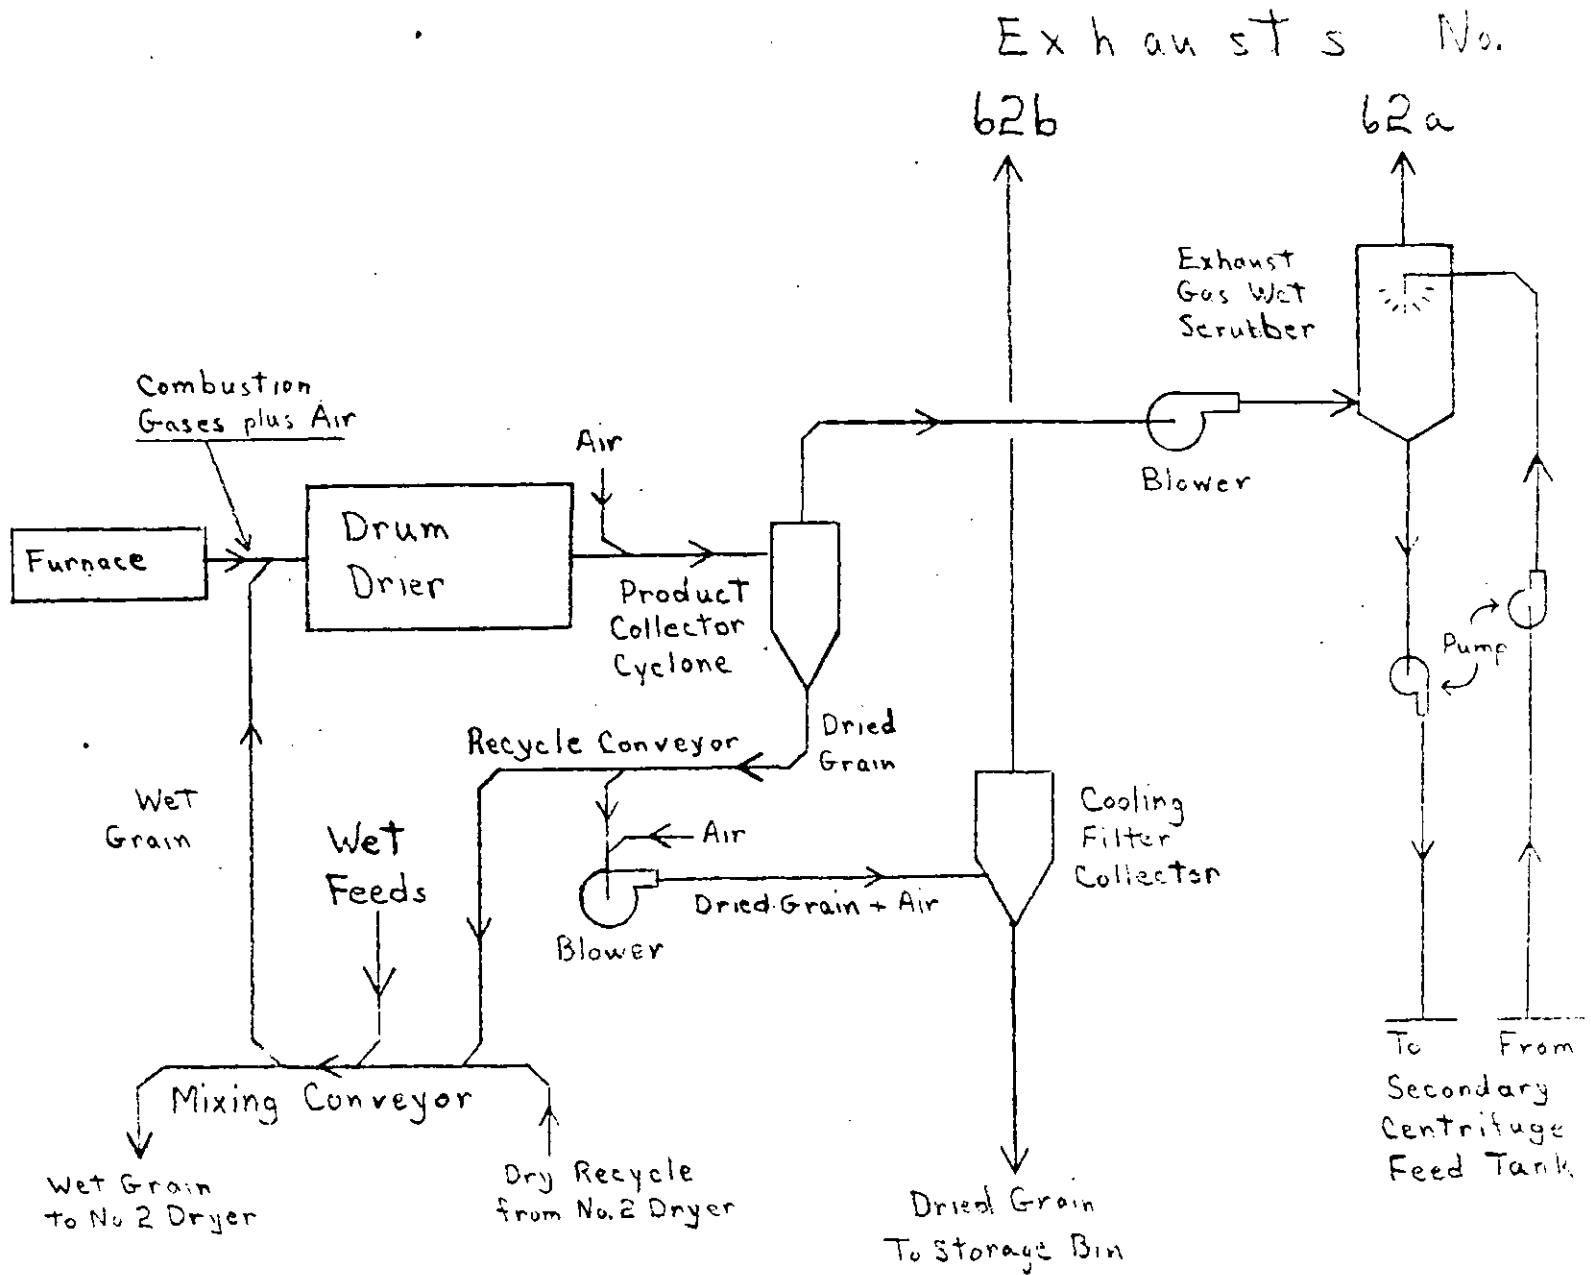 Exhausts No.
62b
62a
Exhaust
Gas Wet
Scrubber
Combustion
Gases plus Air
Air
Blower
Furnace
Drum
Drier
Product
Collector
Cyclone
Pump
Recycle Conveyor
Dried
Grain
Wet
Grain
Wet
Feeds
Air
Cooling
Filter
Collector
Dried Grain + Air
Blower
To
From
Secondary
Centrifuge
Feed Tank
Mixing Conveyor
Wet Grain
to No 2 Dryer
Dry Recycle
from No. 2 Dryer
Dried Grain
To Storage Bin